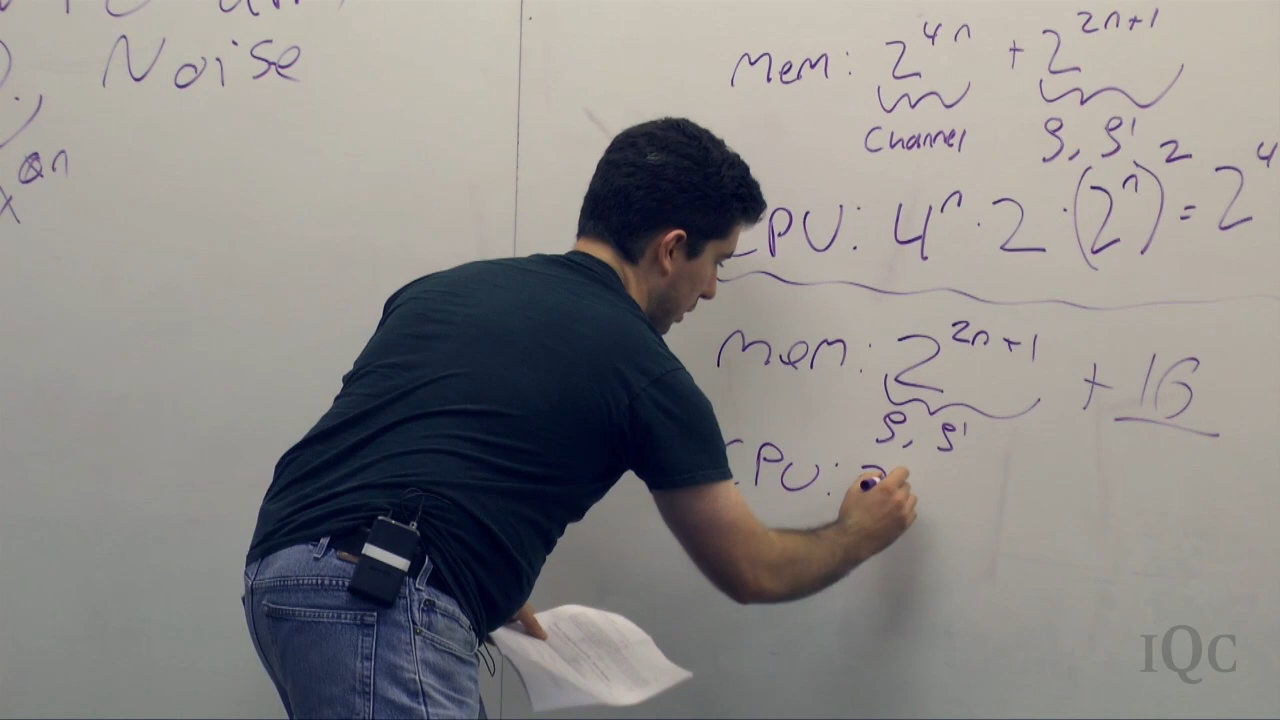 Noise
⊗n
Mem: 2^4n + 2^2n+1
Channel ρ, ρ'
CPU: 4^n · 2 · (2^n)^2 = 2^4
Mem: 2^2n+1 + 16
ρ, ρ'
CPU:
IQC